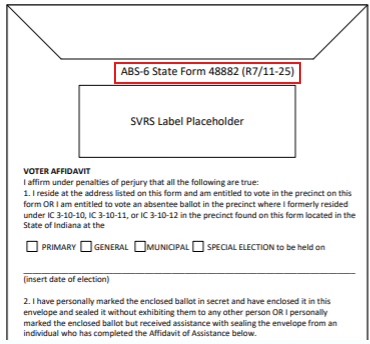 ABS-6 State Form 48882 (R7/11-25)
SVRS Label Placeholder
VOTER AFFIDAVIT
I affirm under penalties of perjury that all the following are true:
1. I reside at the address listed on this form and am entitled to vote in the precinct on this
form OR I am entitled to vote an absentee ballot in the precinct where I formerly resided
under IC 3-10-10, IC 3-10-11, or IC 3-10-12 in the precinct found on this form located in the
State of Indiana at the
PRIMARY GENERAL MUNICIPAL SPECIAL ELECTION to be held on
(insert date of election)
2. I have personally marked the enclosed ballot in secret and have enclosed it in this
envelope and sealed it without exhibiting them to any other person OR I personally
marked the enclosed ballot but received assistance with sealing the envelope from an
individual who has completed the Affidavit of Assistance below.